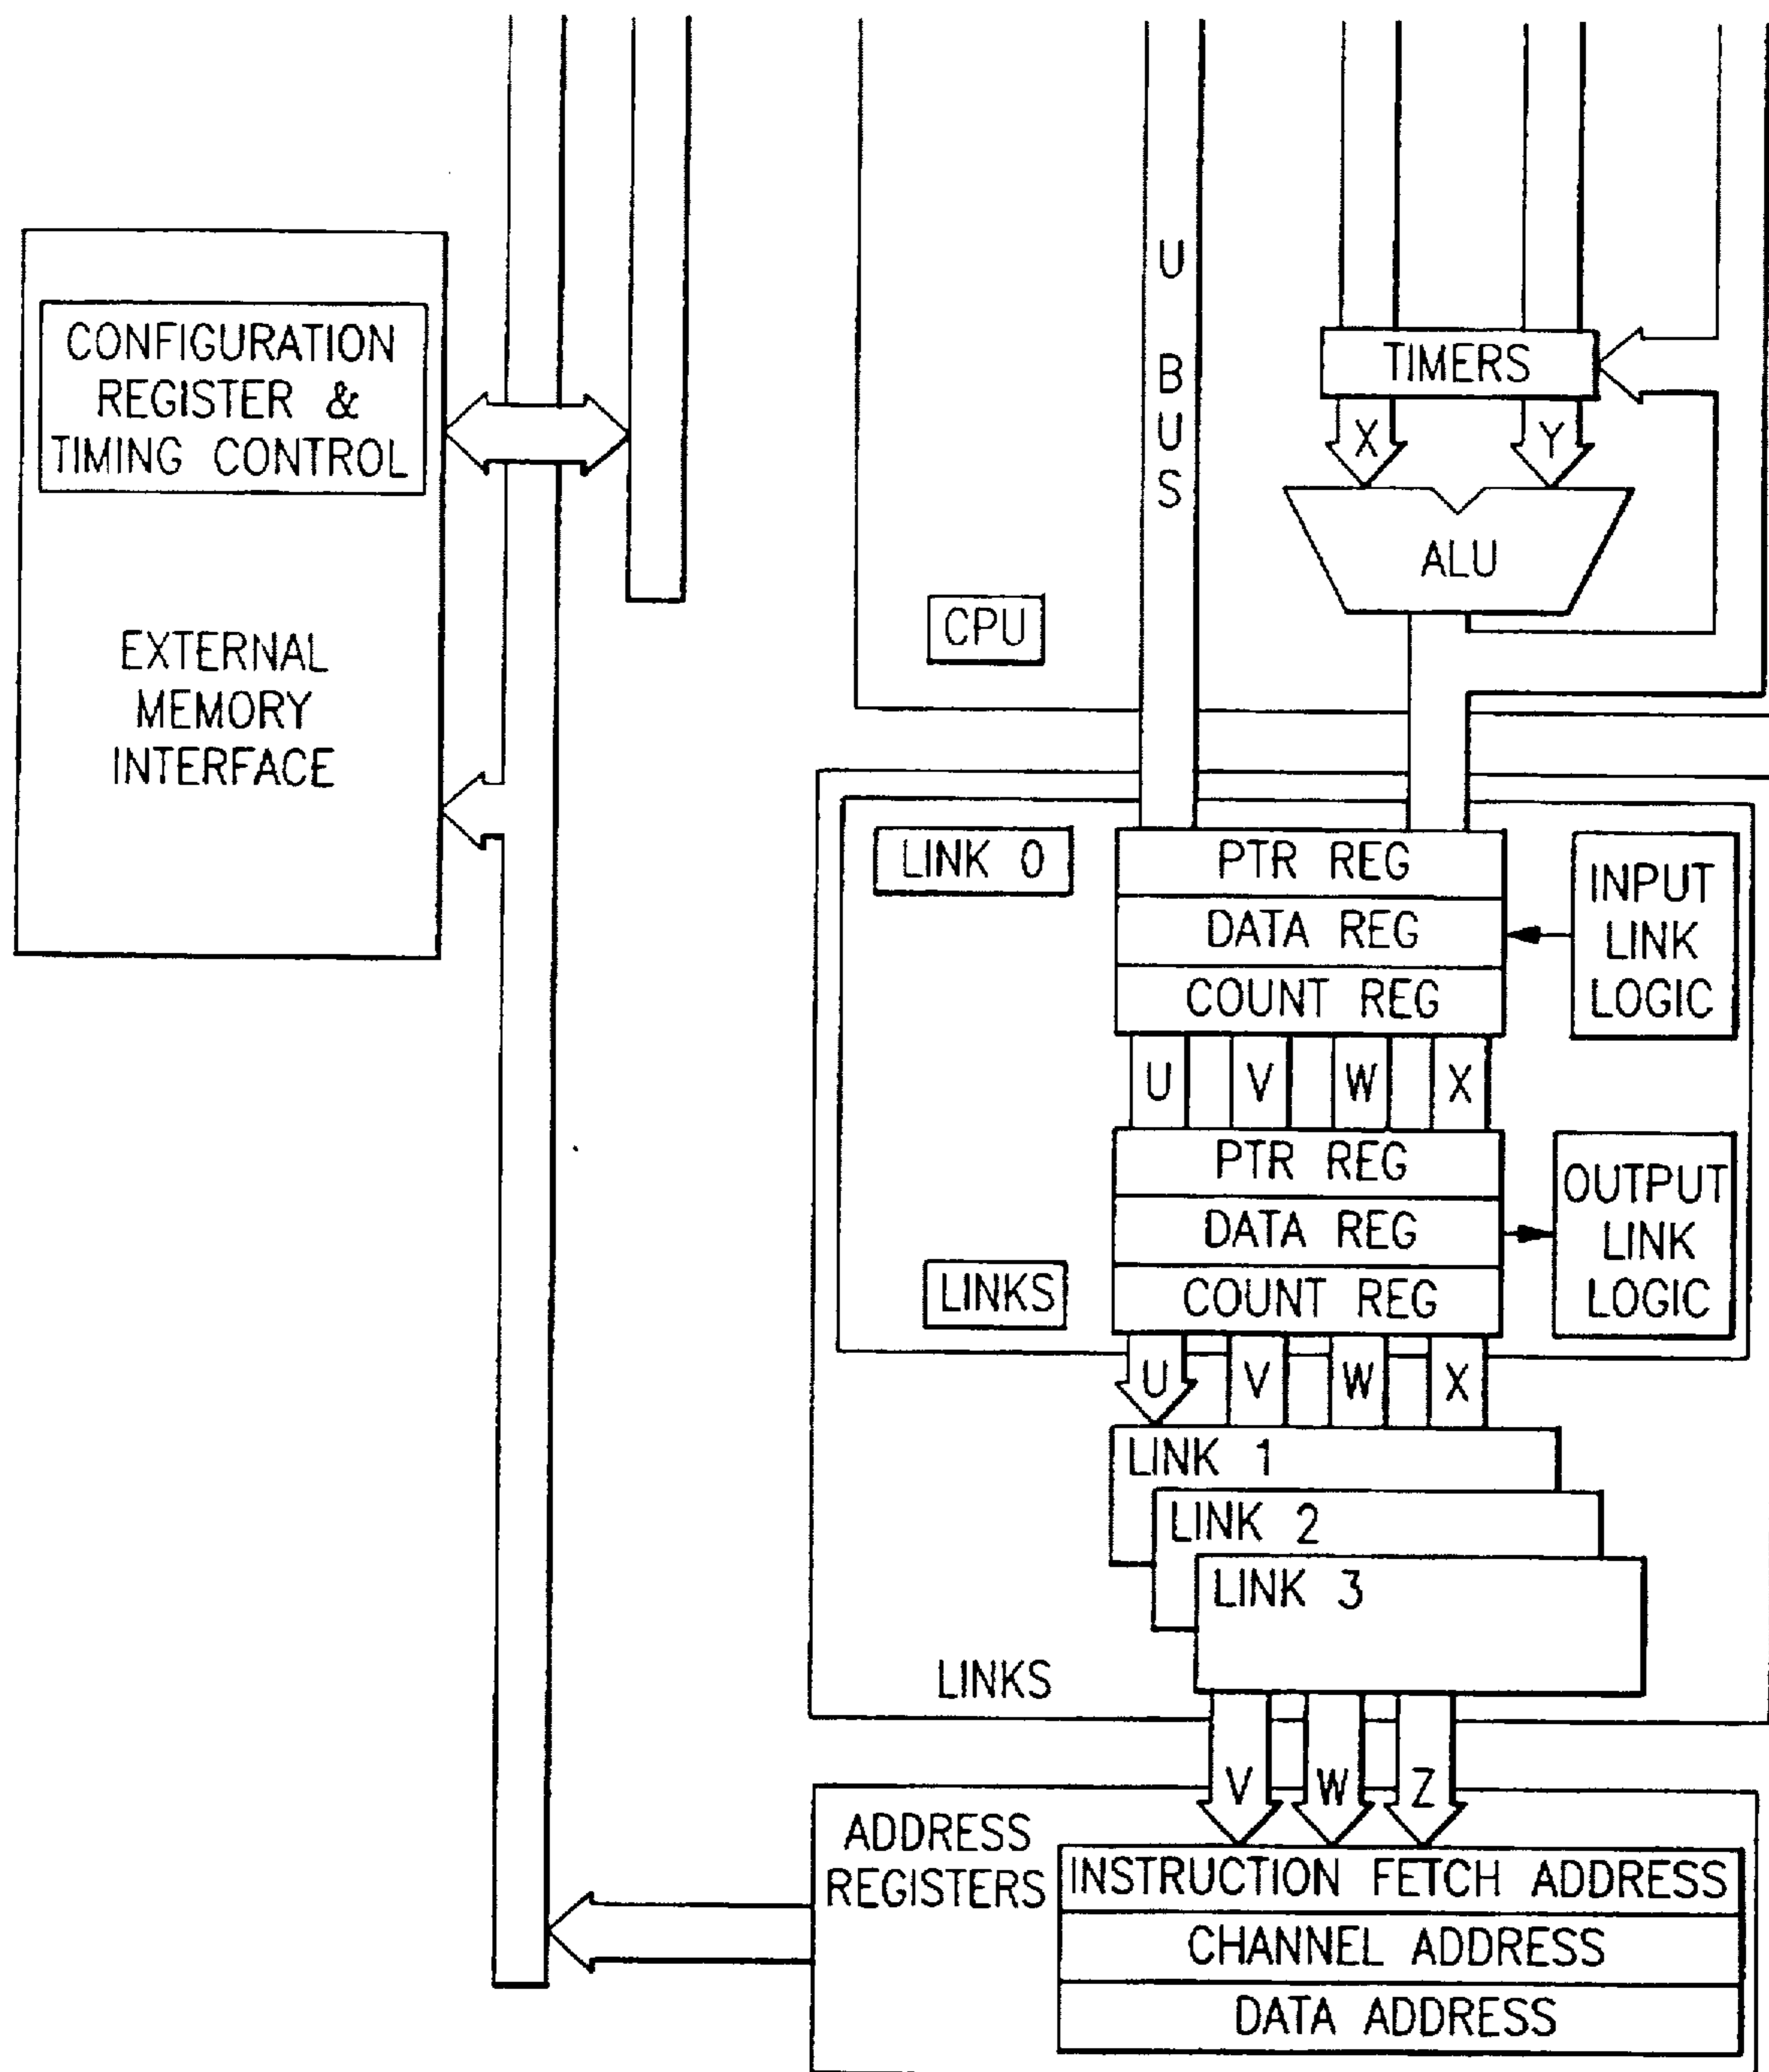 CONFIGURATION
REGISTER &
TIMING CONTROL
EXTERNAL
MEMORY
INTERFACE
U BUS
TIMERS
X Y
ALU
CPU
LINK 0
PTR REG
DATA REG
COUNT REG
INPUT
LINK
LOGIC
U V W X
PTR REG
DATA REG
COUNT REG
OUTPUT
LINK
LOGIC
LINKS
U V W X
LINK 1
LINK 2
LINK 3
LINKS
V W Z
ADDRESS
REGISTERS
INSTRUCTION FETCH ADDRESS
CHANNEL ADDRESS
DATA ADDRESS